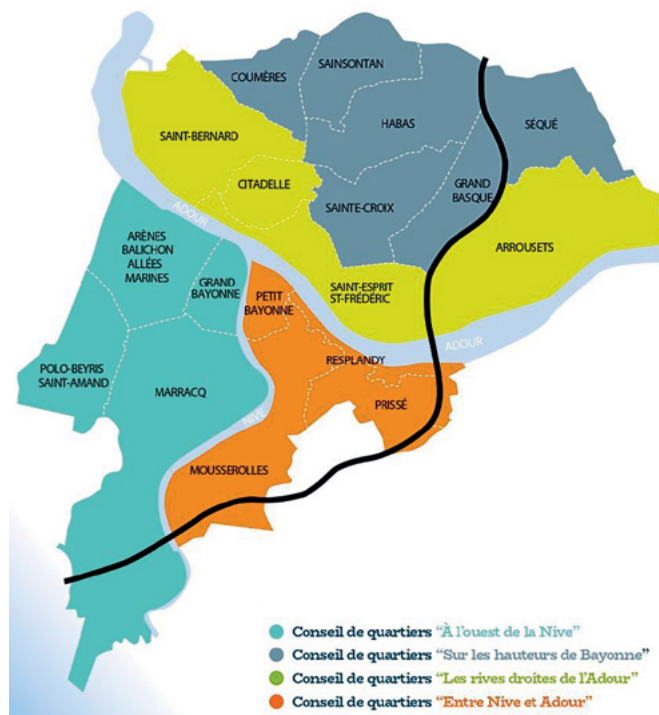 COUMÈRES
SAINSONTAN
HABAS
SÉQUÉ
SAINT-BERNARD
CITADELLE
SAINTE-CROIX
GRAND
BASQUE
ADOUR
ARROUSETS
ARÈNES
BALICHON
ALLÉES
MARINES
GRAND
BAYONNE
PETIT
BAYONNE
SAINT-ESPRIT
ST-FRÉDÉRIC
ADOUR
RESPLANDY
POLO-BEYRIS
SAINT-AMAND
MARRACQ
PRISSÉ
NIVE
MOUSSEROLLES
Conseil de quartiers “À l’ouest de la Nive”
Conseil de quartiers “Sur les hauteurs de Bayonne”
Conseil de quartiers “Les rives droites de l’Adour”
Conseil de quartiers “Entre Nive et Adour”